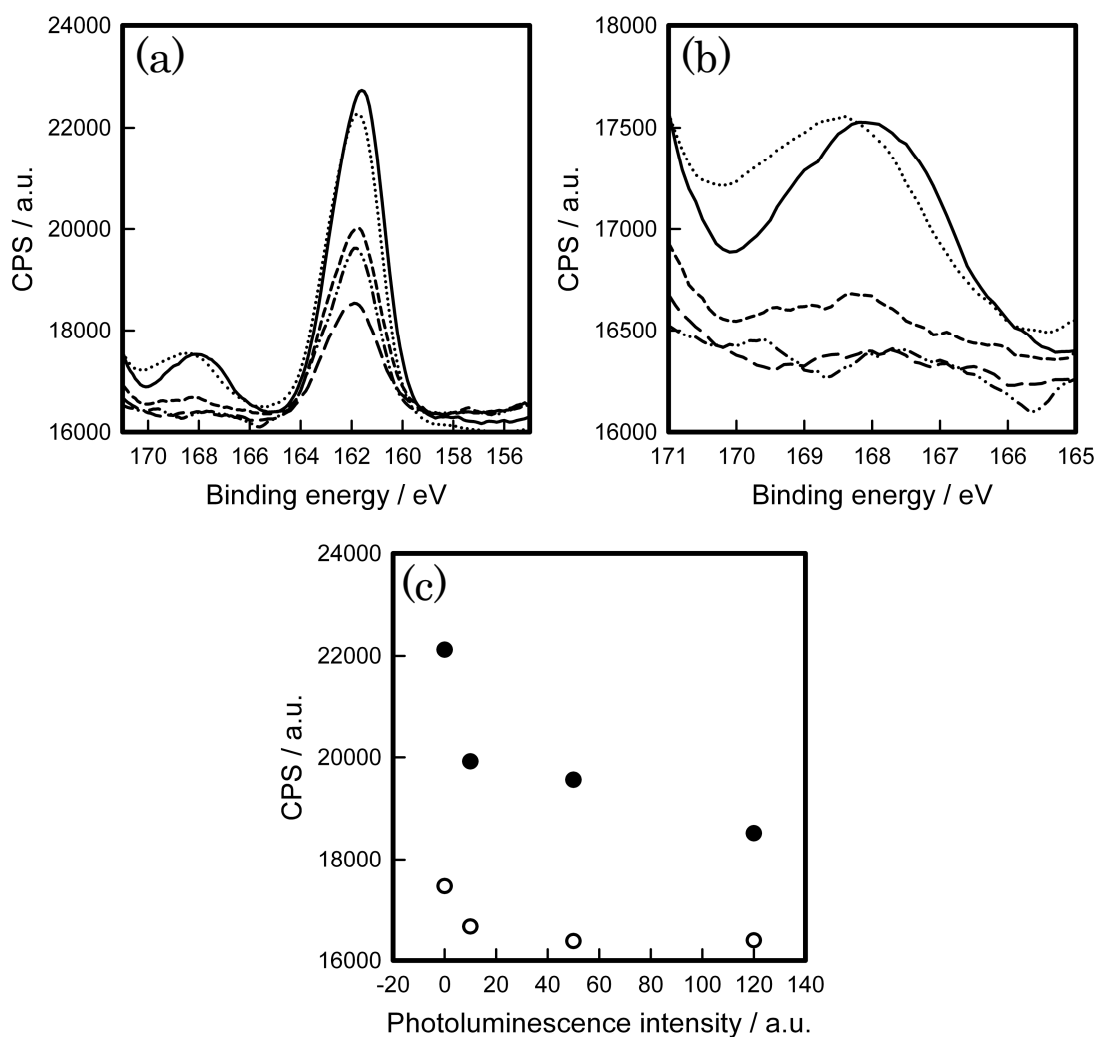 (a)
24000
22000
20000
18000
16000
CPS / a.u.
170 168 166 164 162 160 158 156
Binding energy / eV
(b)
18000
17500
17000
16500
16000
CPS / a.u.
171 170 169 168 167 166 165
Binding energy / eV
(c)
24000
22000
20000
18000
16000
CPS / a.u.
-20 0 20 40 60 80 100 120 140
Photoluminescence intensity / a.u.